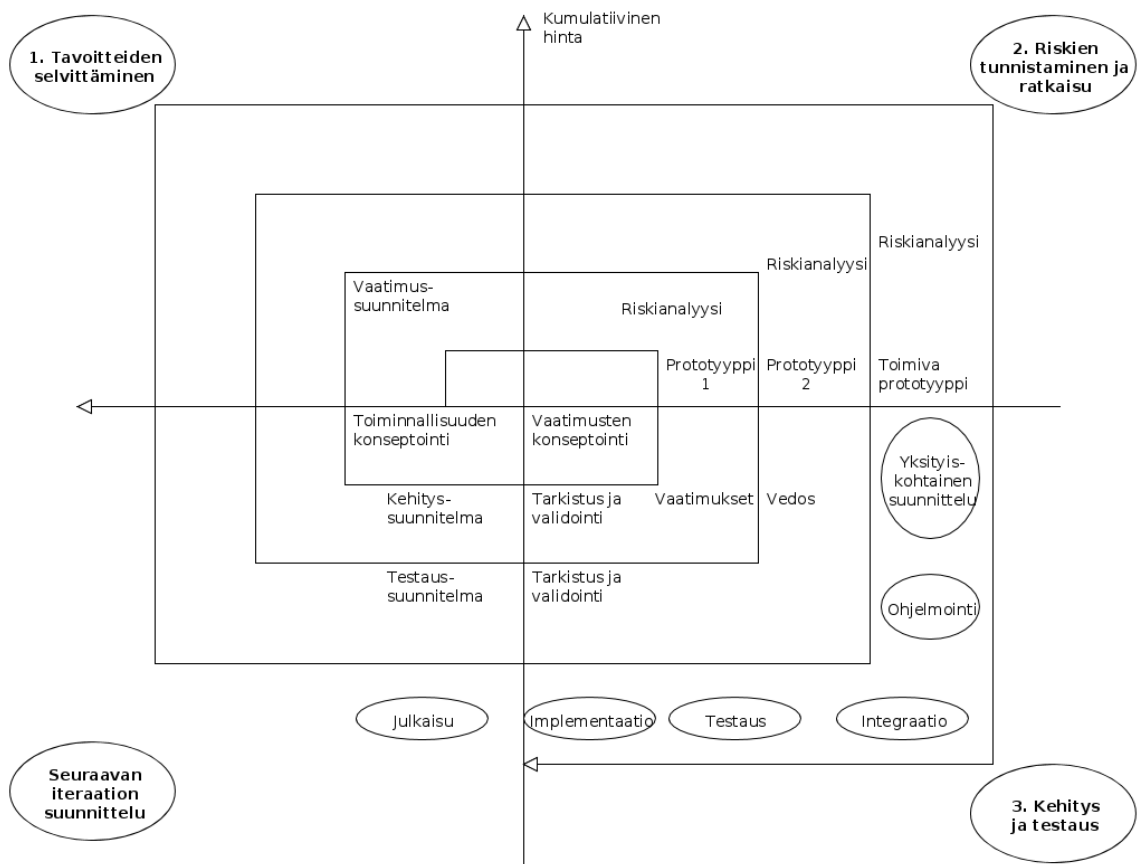 Kumulatiivinen
hinta
1. Tavoitteiden
selvittäminen
2. Riskien
tunnistaminen ja
ratkaisu
Riskianalyysi
Riskianalyysi
Vaatimus-
suunnitelma
Riskianalyysi
Prototyyppi
1
Prototyyppi
2
Toimiva
prototyyppi
Toiminnallisuuden
konseptointi
Vaatimusten
konseptointi
Yksityis-
kohtainen
suunnittelu
Kehitys-
suunnitelma
Tarkistus ja
validointi
Vaatimukset
Vedos
Testaus-
suunnitelma
Tarkistus ja
validointi
Ohjelmointi
Julkaisu
Implementaatio
Testaus
Integraatio
Seuraavan
iteraation
suunnittelu
3. Kehitys
ja testaus